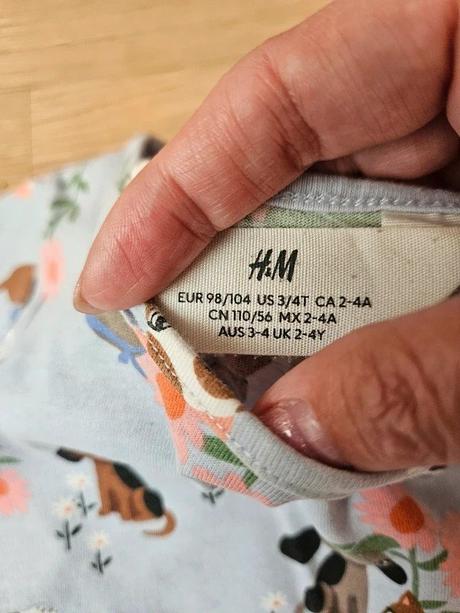 H&M
EUR 98/104 US 3/4T CA 2-4A
CN 110/56 MX 2-4A
AUS 3-4 UK 2-4Y